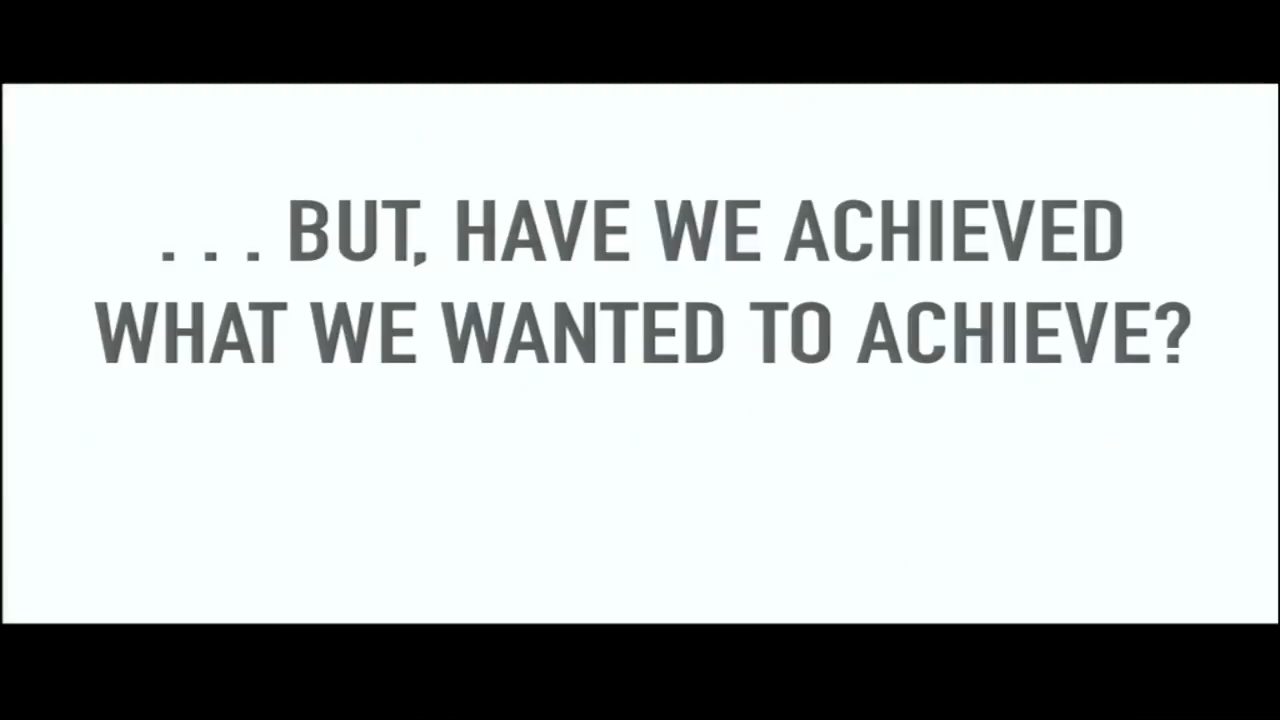 . . . BUT, HAVE WE ACHIEVED
WHAT WE WANTED TO ACHIEVE?